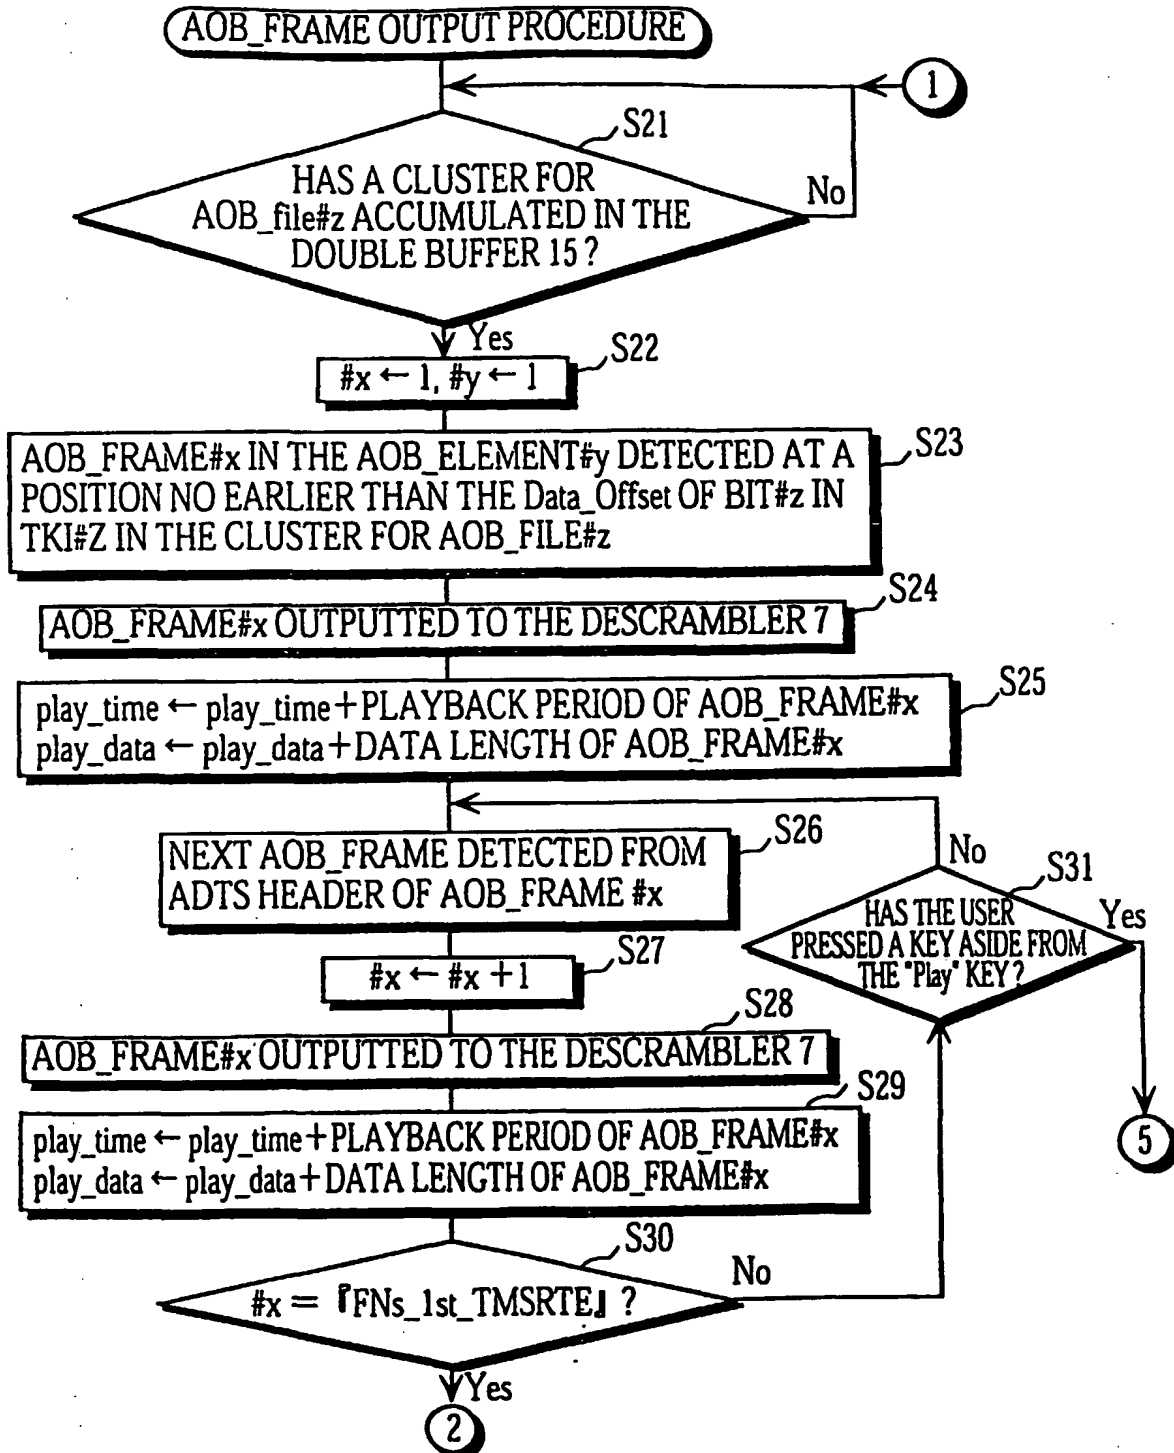 AOB_FRAME OUTPUT PROCEDURE
1
S21
HAS A CLUSTER FOR
AOB_file#z ACCUMULATED IN THE
DOUBLE BUFFER 15 ?
No
Yes
S22
#x ← 1, #y ← 1
S23
AOB_FRAME#x IN THE AOB_ELEMENT#y DETECTED AT A
POSITION NO EARLIER THAN THE Data_Offset OF BIT#z IN
TKI#Z IN THE CLUSTER FOR AOB_FILE#z
S24
AOB_FRAME#x OUTPUTTED TO THE DESCRAMBLER 7
S25
play_time ← play_time+PLAYBACK PERIOD OF AOB_FRAME#x
play_data ← play_data+DATA LENGTH OF AOB_FRAME#x
S26
NEXT AOB_FRAME DETECTED FROM
ADTS HEADER OF AOB_FRAME #x
No
S31
HAS THE USER
PRESSED A KEY ASIDE FROM
THE "Play" KEY ?
Yes
S27
#x ← #x +1
S28
AOB_FRAME#x OUTPUTTED TO THE DESCRAMBLER 7
S29
play_time ← play_time+PLAYBACK PERIOD OF AOB_FRAME#x
play_data ← play_data+DATA LENGTH OF AOB_FRAME#x
5
S30
#x = 『FNs_1st_TMSRTE』 ?
No
Yes
2